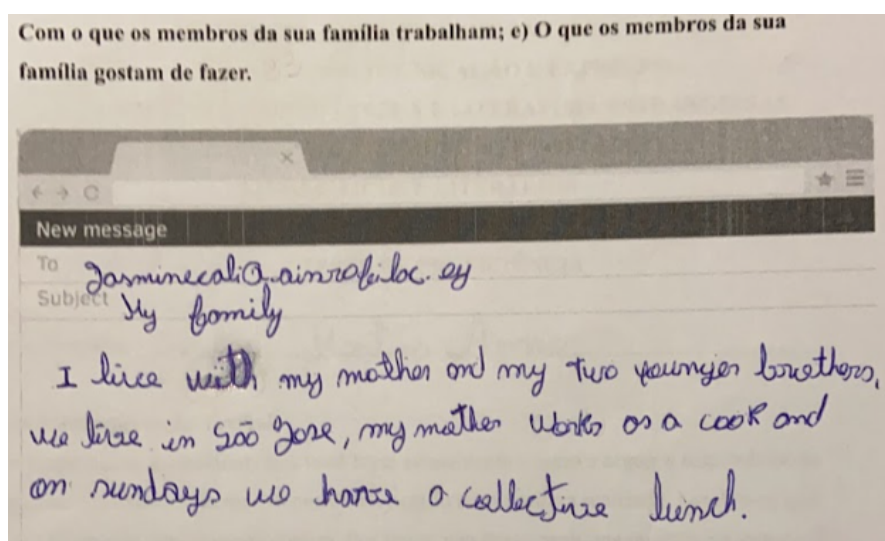 Com o que os membros da sua família trabalham; e) O que os membros da sua
família gostam de fazer.
New message
To jasminecali@
Subject My family
I live with my mother and my two younger brothers,
we live in São Jose, my mother works as a cook and
on sundays we have a collective lunch.